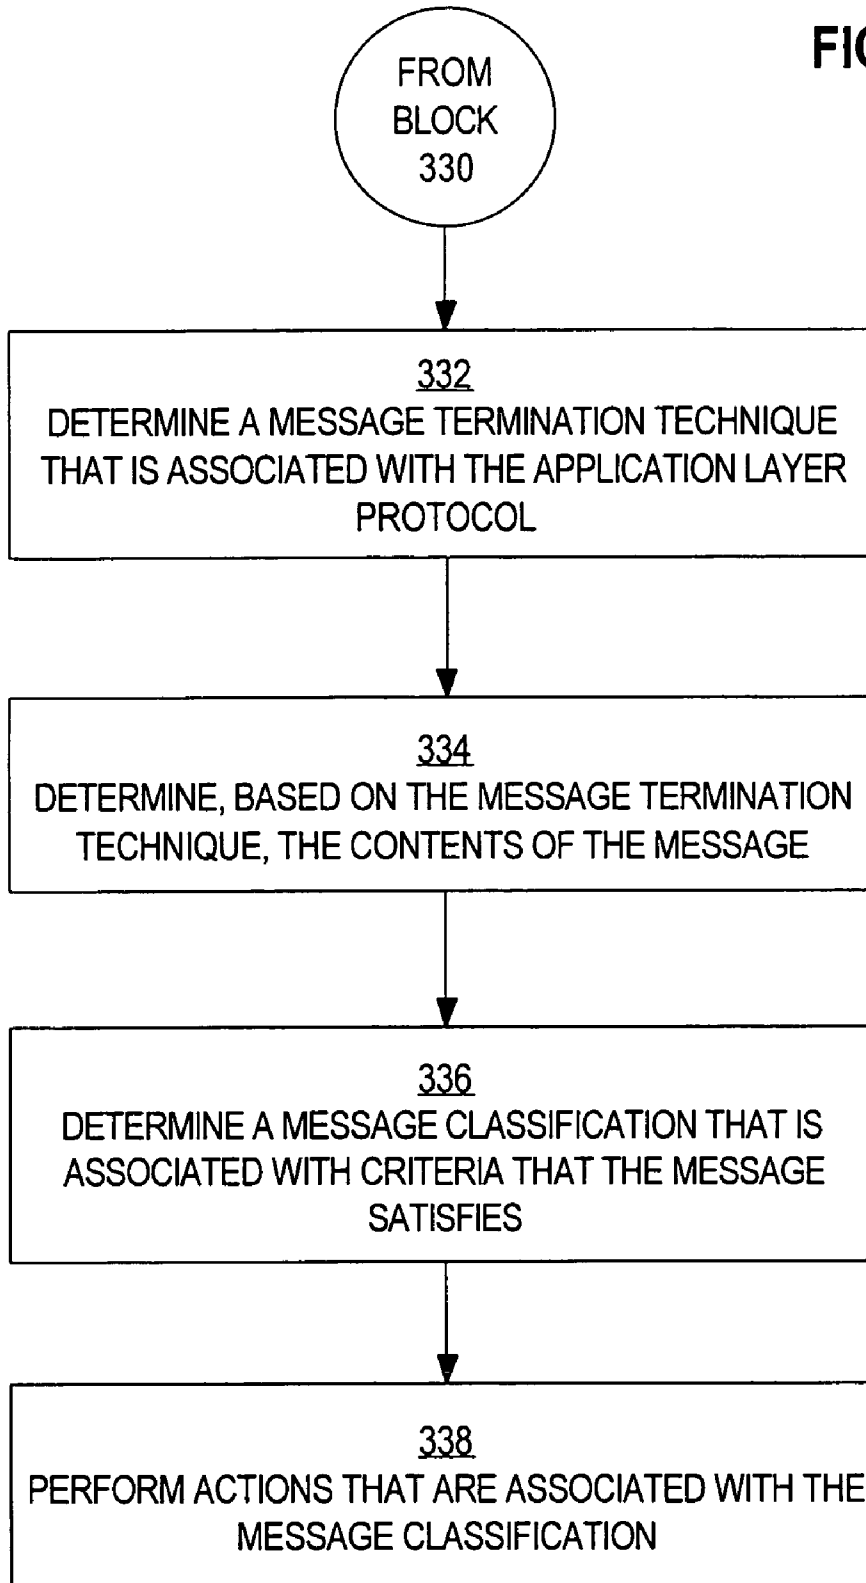 FIG
FROM
BLOCK
330
332
DETERMINE A MESSAGE TERMINATION TECHNIQUE
THAT IS ASSOCIATED WITH THE APPLICATION LAYER
PROTOCOL
334
DETERMINE, BASED ON THE MESSAGE TERMINATION
TECHNIQUE, THE CONTENTS OF THE MESSAGE
336
DETERMINE A MESSAGE CLASSIFICATION THAT IS
ASSOCIATED WITH CRITERIA THAT THE MESSAGE
SATISFIES
338
PERFORM ACTIONS THAT ARE ASSOCIATED WITH THE
MESSAGE CLASSIFICATION